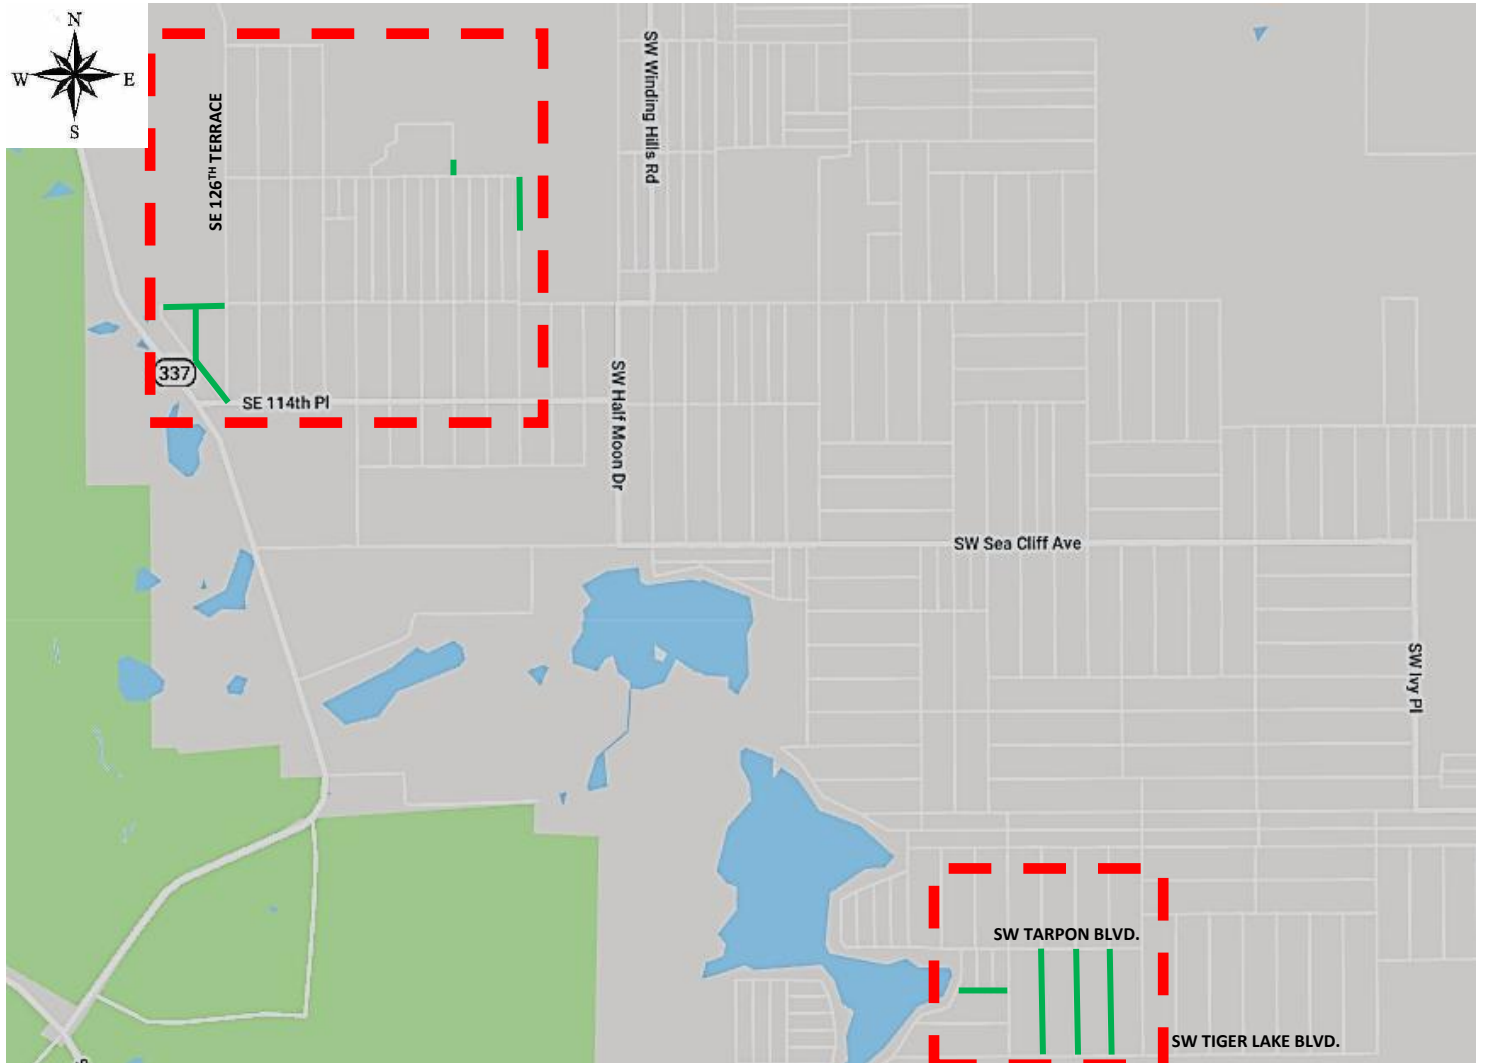 N
W E
S
SE 126TH TERRACE
SW Winding Hills Rd
337
SE 114th Pl
SW Half Moon Dr
SW Sea Cliff Ave
SW Ivy Pl
SW TARPON BLVD.
SW TIGER LAKE BLVD.